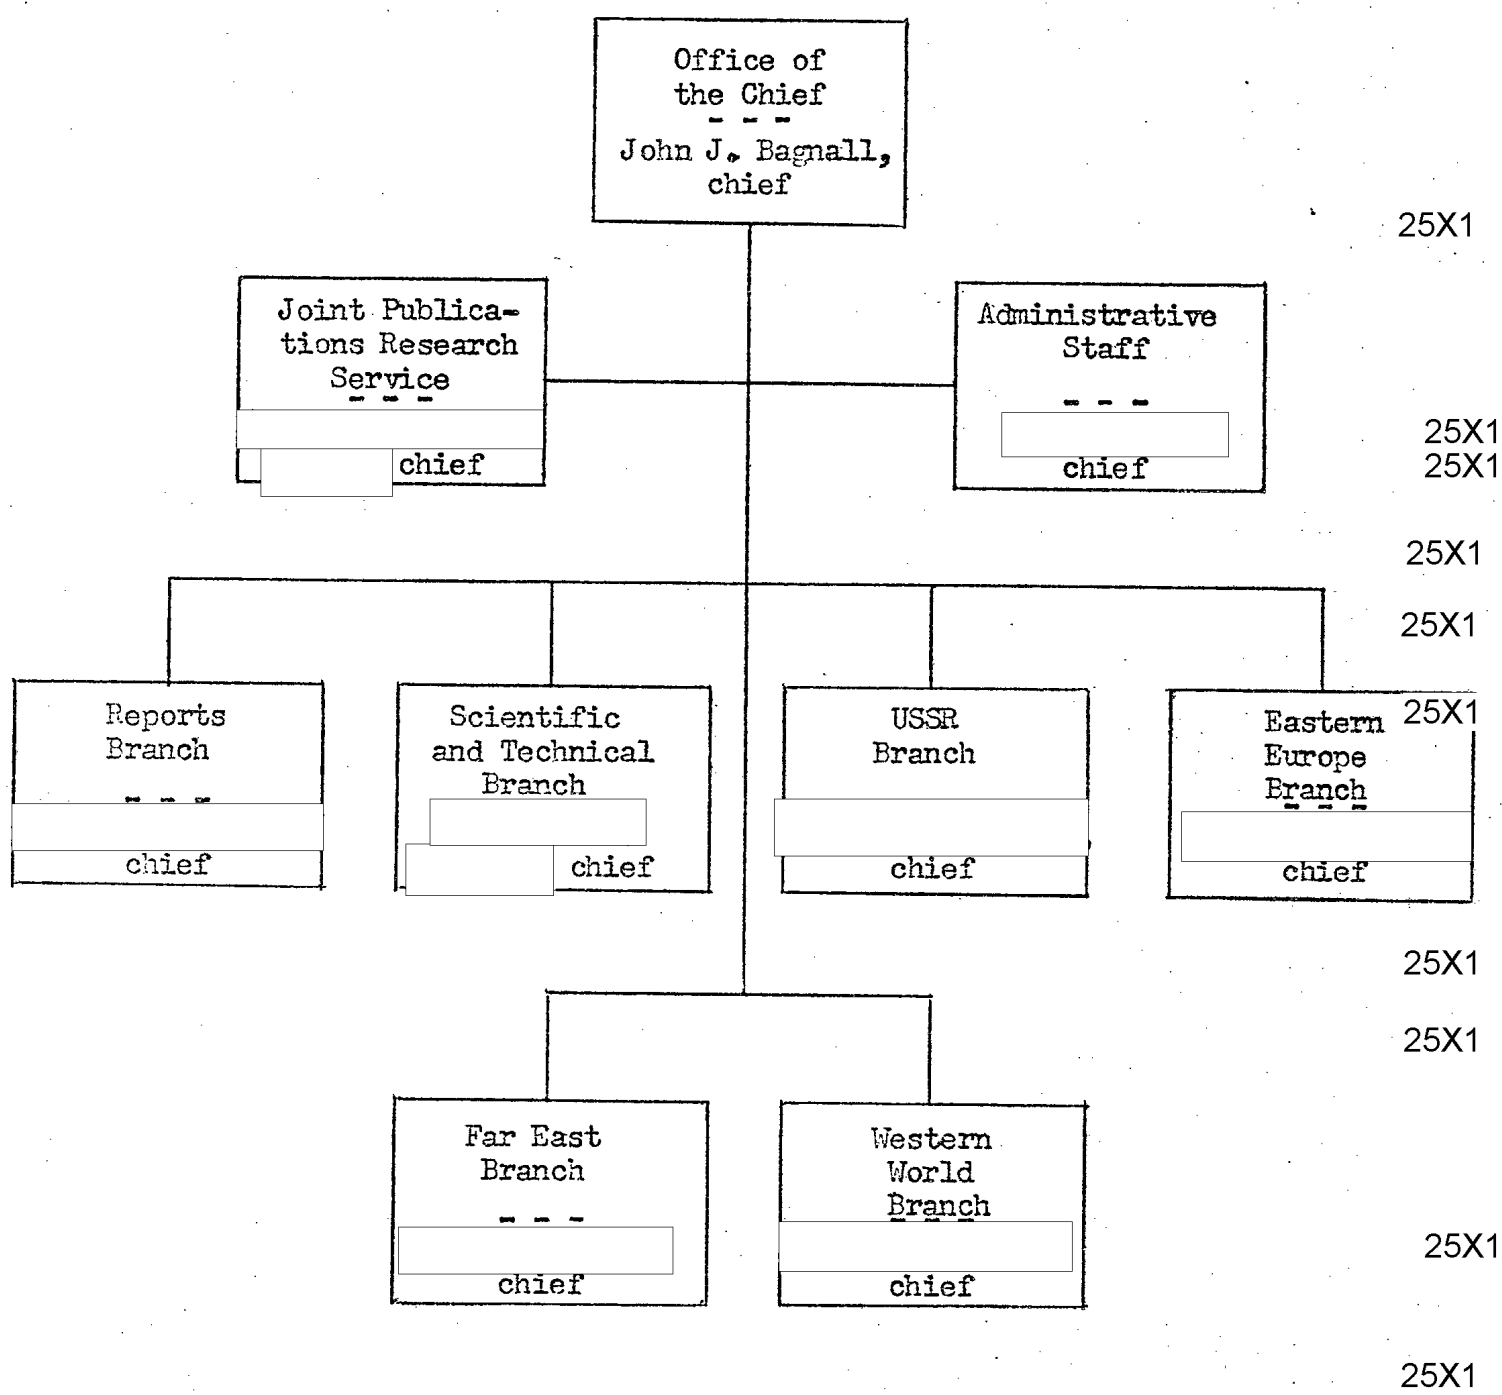 Office of
the Chief
- - -
John J. Bagnall,
chief
25X1
Joint Publica-
tions Research
Service
- - -
chief
Administrative
Staff
- - -
chief
25X1
25X1
25X1
25X1
Reports
Branch
- - -
chief
Scientific
and Technical
Branch
chief
USSR
Branch
chief
Eastern
Europe
Branch
- - -
chief
25X1
25X1
25X1
Far East
Branch
- - -
chief
Western
World
Branch
- - -
chief
25X1
25X1